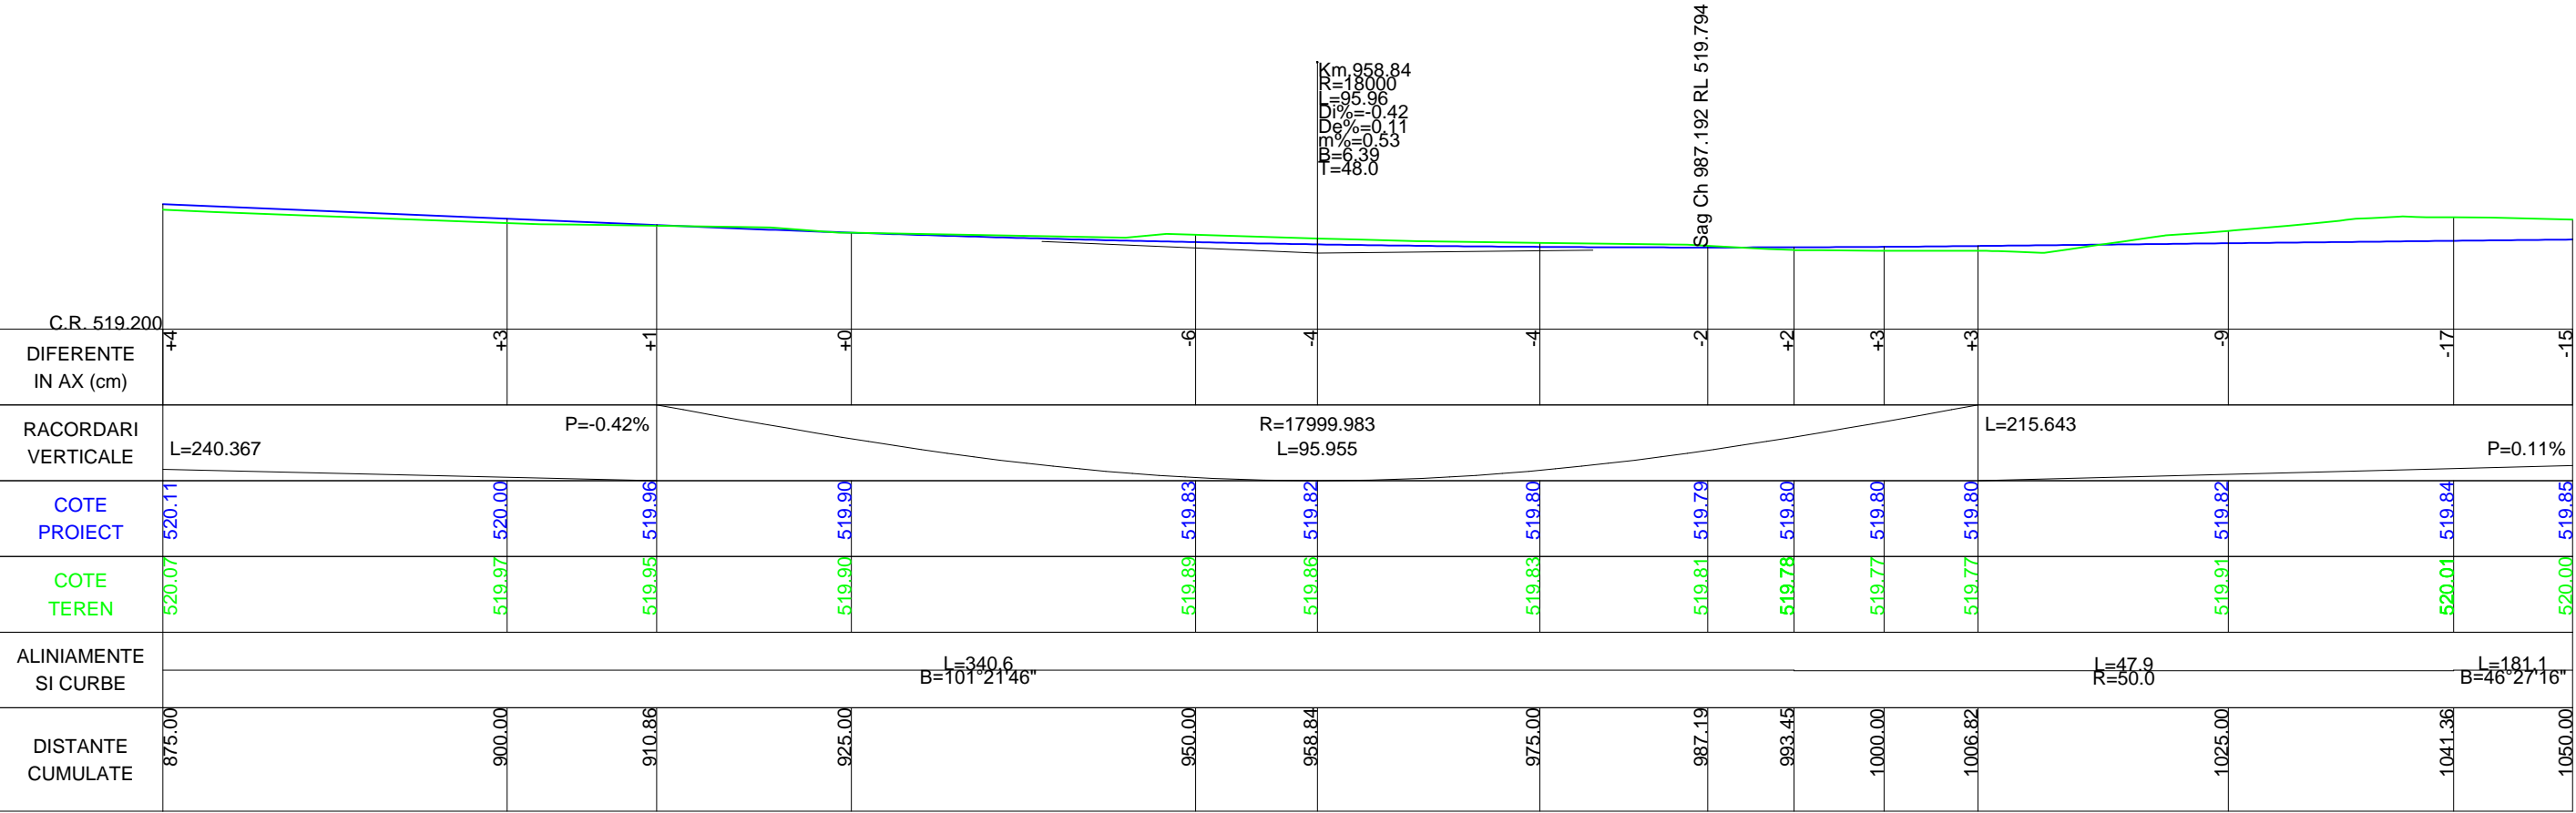 Sag Ch 987.192 RL 519.794
Km 958.84
R=18000
L=95.96
Di%=-0.42
De%=0.11
m%=0.53
B=6.39
T=48.0
C.R. 519.200
DIFERENTE
IN AX (cm)
+4
+3
+1
+0
-6
-4
-4
-2
+2
+3
+3
-9
-17
-15
RACORDARI
VERTICALE
L=240.367
P=-0.42%
R=17999.983
L=95.955
L=215.643
P=0.11%
COTE
PROIECT
520.11
520.00
519.96
519.90
519.83
519.82
519.80
519.79
519.80
519.80
519.80
519.82
519.84
519.85
COTE
TEREN
520.07
519.97
519.95
519.90
519.89
519.86
519.83
519.81
519.78
519.77
519.77
519.91
520.01
520.00
ALINIAMENTE
SI CURBE
L=340.6
B=101°21'46"
L=47.9
R=50.0
L=181.1
B=46°27'16"
DISTANTE
CUMULATE
875.00
900.00
910.86
925.00
950.00
958.84
975.00
987.19
993.45
1000.00
1006.82
1025.00
1041.36
1050.00